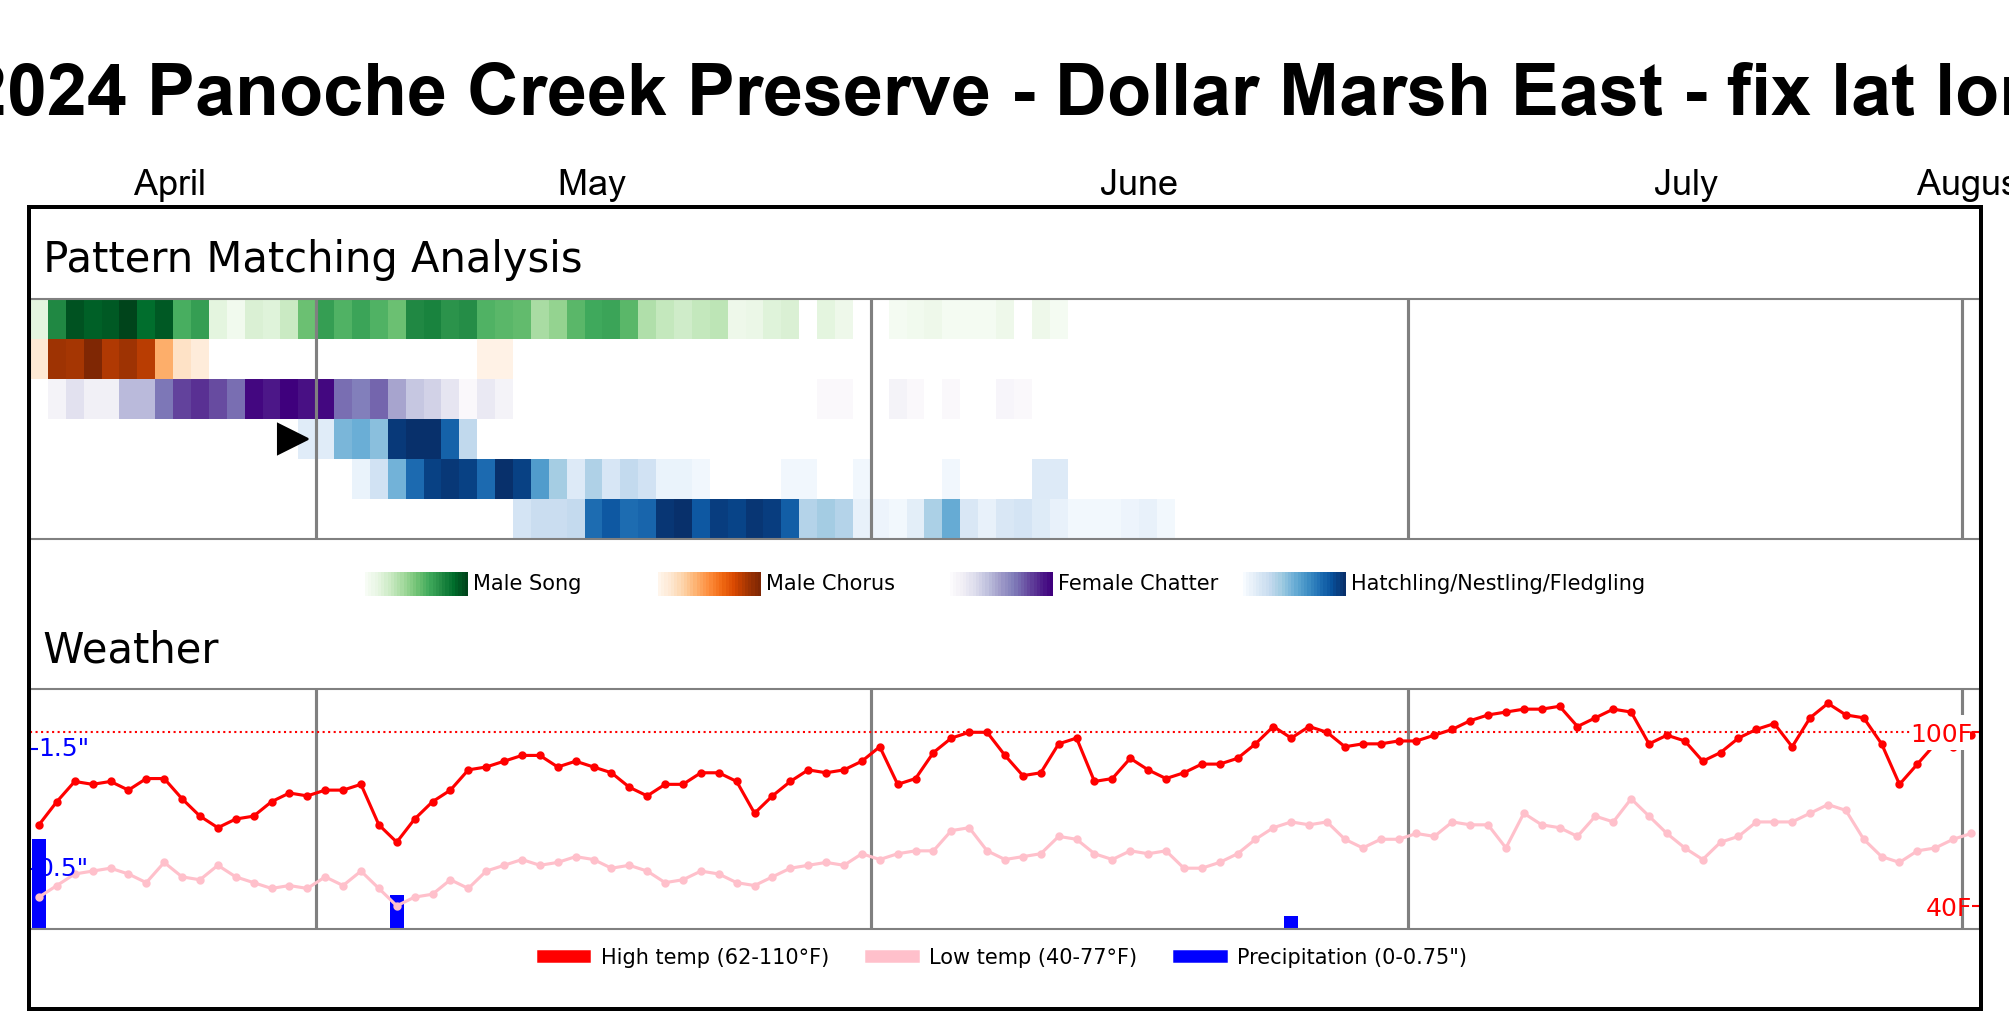 2024 Panoche Creek Preserve - Dollar Marsh East - fix lat lon
April May June July Augus
Pattern Matching Analysis
Male Song Male Chorus Female Chatter Hatchling/Nestling/Fledgling
Weather
1.5" 100F
0.5"
40F
High temp (62-110°F) Low temp (40-77°F) Precipitation (0-0.75")